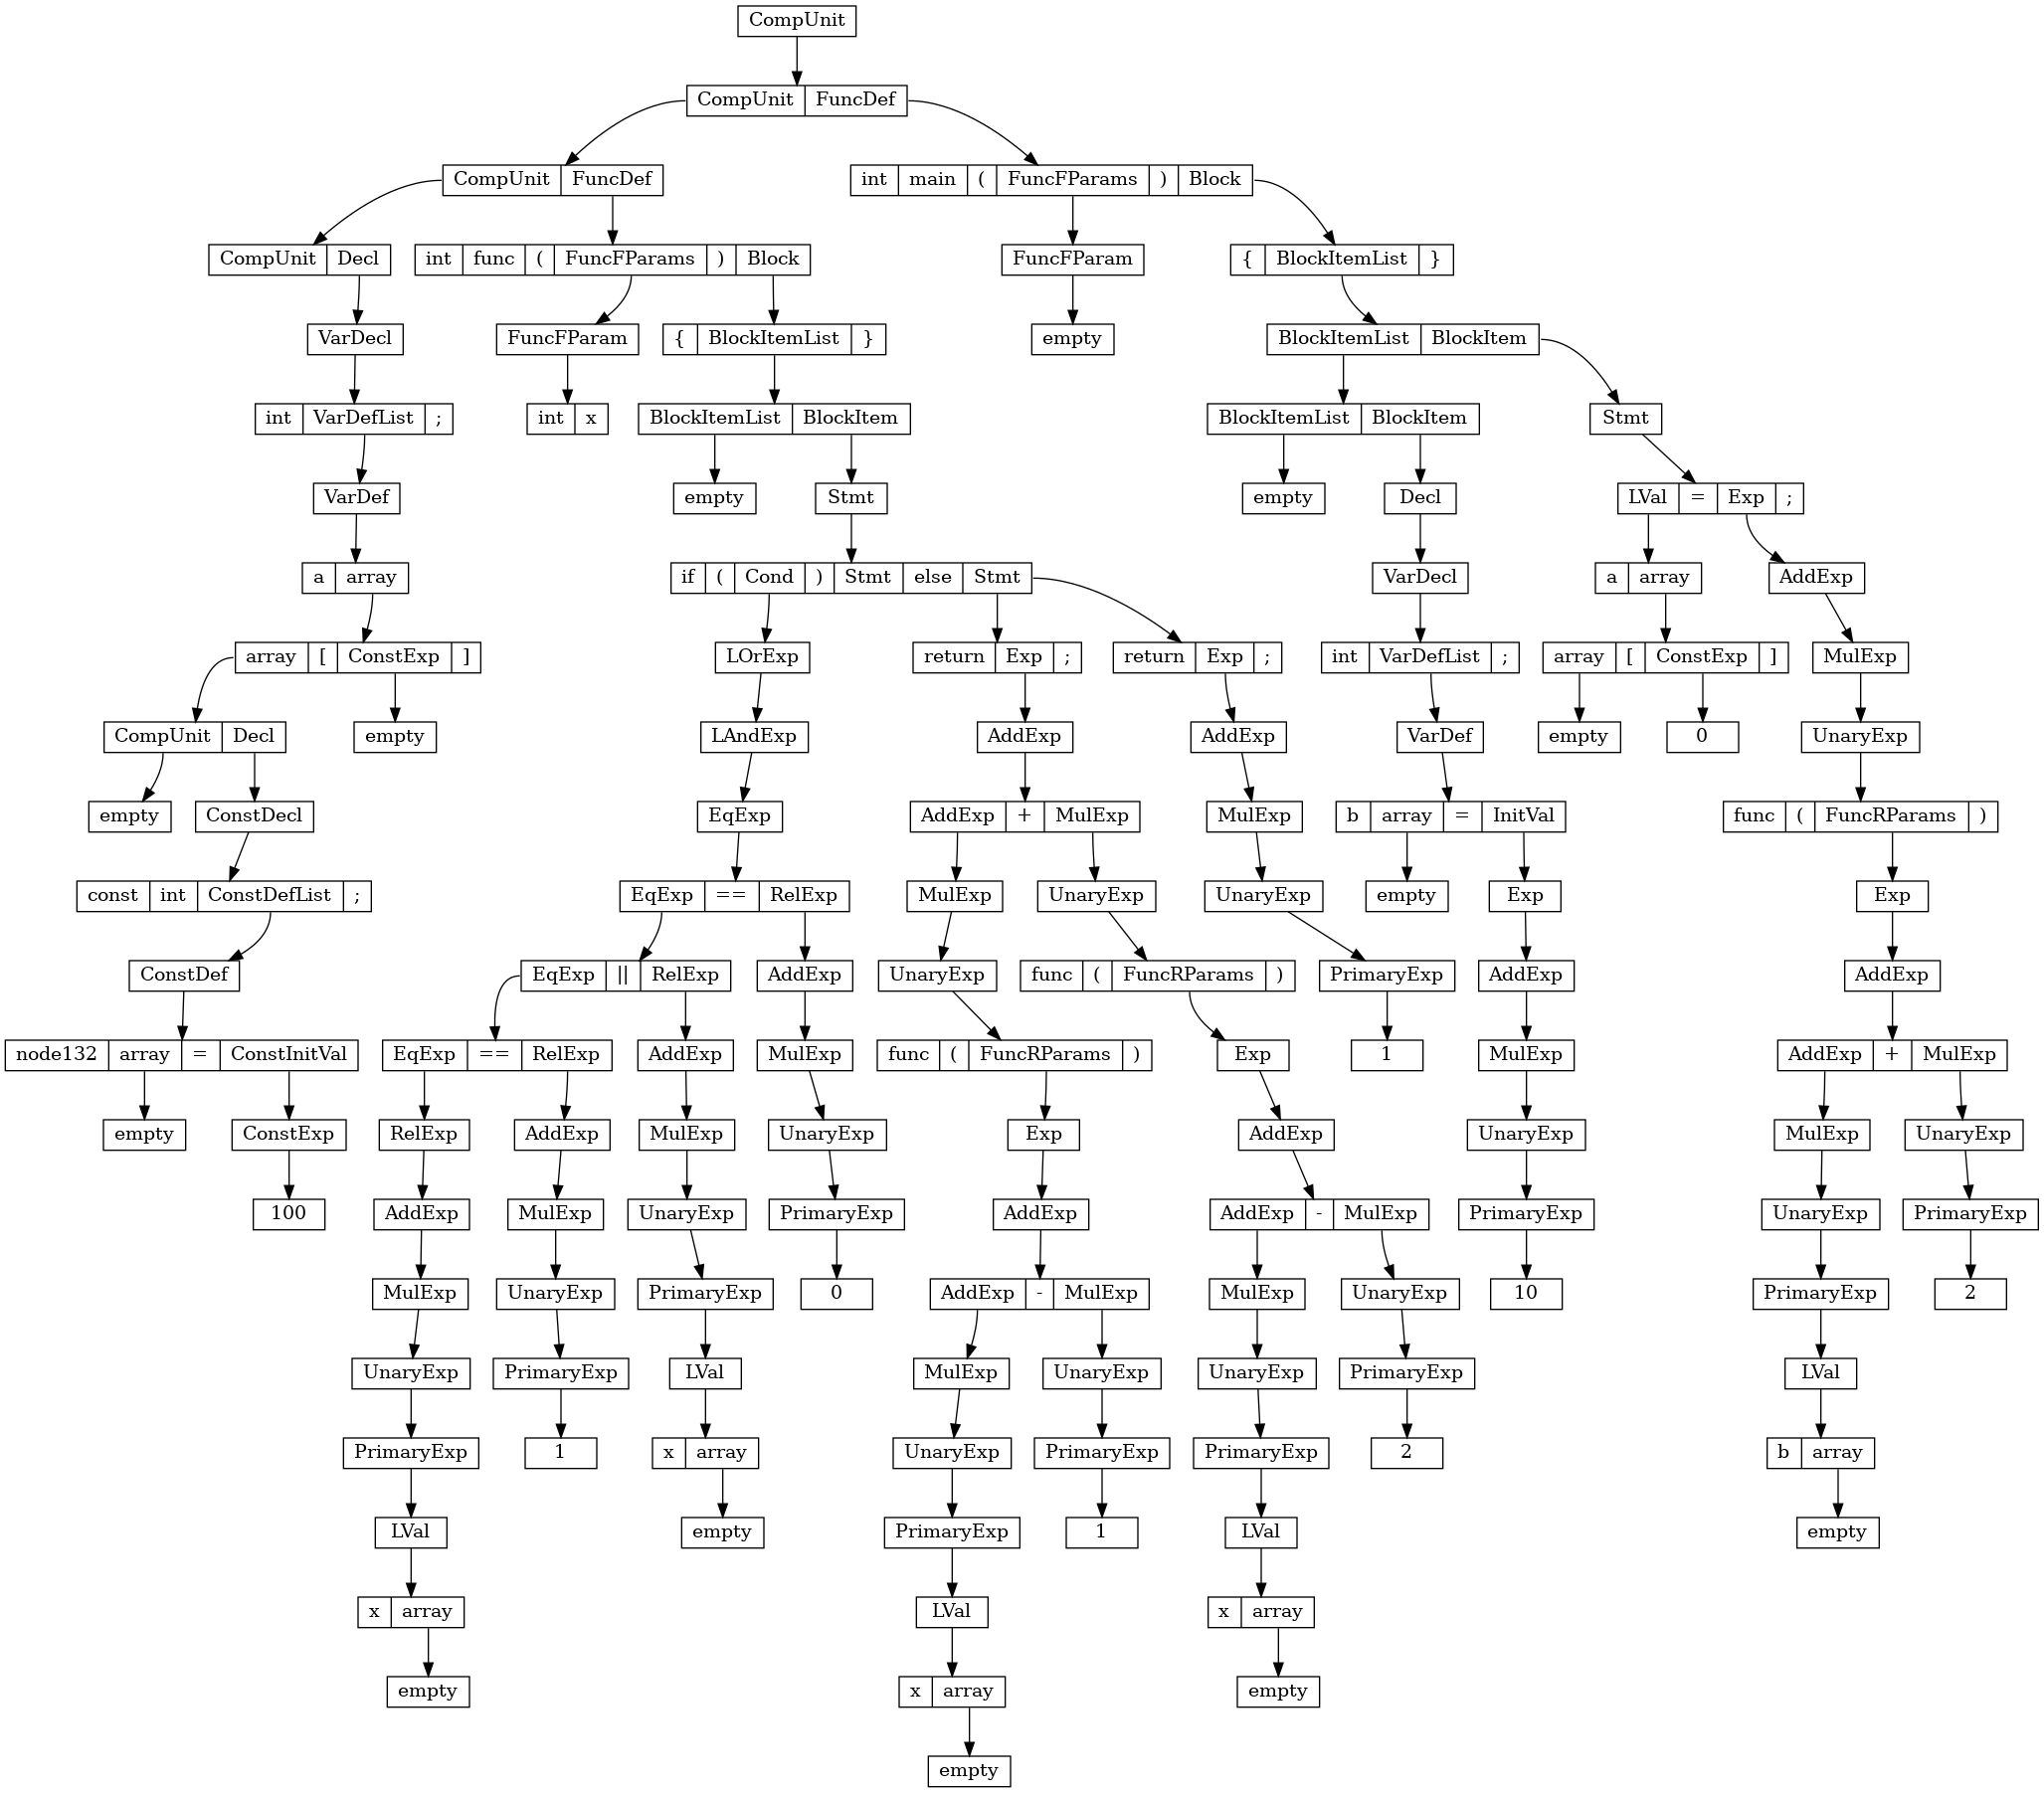 CompUnit
CompUnit FuncDef
CompUnit FuncDef int main ( FuncFParams ) Block
CompUnit Decl int func ( FuncFParams ) Block FuncFParam { BlockItemList }
VarDecl FuncFParam { BlockItemList } empty BlockItemList BlockItem
int VarDefList ; int x BlockItemList BlockItem BlockItemList BlockItem Stmt
VarDef empty Stmt empty Decl LVal = Exp ;
a array if ( Cond ) Stmt else Stmt VarDecl a array AddExp
array [ ConstExp ] LOrExp return Exp ; return Exp ; int VarDefList ; array [ ConstExp ] MulExp
CompUnit Decl empty LAndExp AddExp AddExp VarDef empty 0 UnaryExp
empty ConstDecl EqExp AddExp + MulExp MulExp b array = InitVal func ( FuncRParams )
const int ConstDefList ; EqExp == RelExp MulExp UnaryExp UnaryExp empty Exp Exp
ConstDef EqExp || RelExp AddExp UnaryExp func ( FuncRParams ) PrimaryExp AddExp AddExp
node132 array = ConstInitVal EqExp == RelExp AddExp MulExp func ( FuncRParams ) Exp 1 MulExp AddExp + MulExp
empty ConstExp RelExp AddExp MulExp UnaryExp Exp AddExp UnaryExp MulExp UnaryExp
100 AddExp MulExp UnaryExp PrimaryExp AddExp AddExp - MulExp PrimaryExp UnaryExp PrimaryExp
MulExp UnaryExp PrimaryExp 0 AddExp - MulExp MulExp UnaryExp 10 PrimaryExp 2
UnaryExp PrimaryExp LVal MulExp UnaryExp UnaryExp PrimaryExp LVal
PrimaryExp 1 x array UnaryExp PrimaryExp PrimaryExp 2 b array
LVal empty PrimaryExp 1 LVal empty
x array LVal x array
empty x array empty
empty